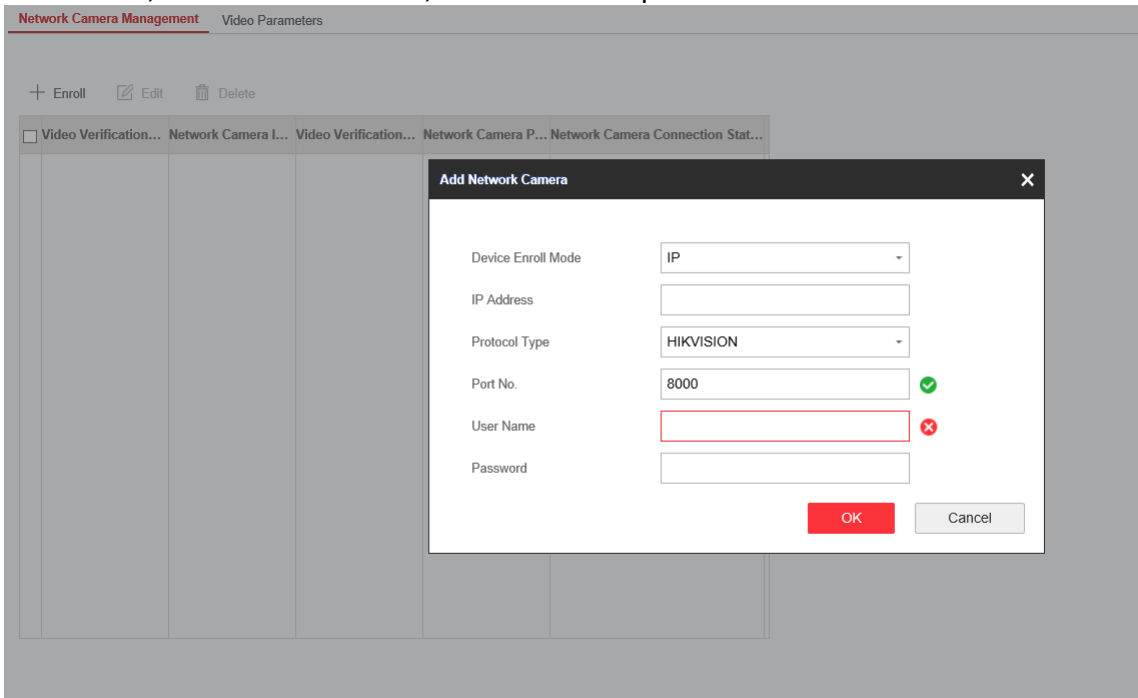 Network Camera Management Video Parameters
Enroll Edit Delete
Video Verification... Network Camera I... Video Verification... Network Camera P... Network Camera Connection Stat...
Add Network Camera
Device Enroll Mode IP
IP Address
Protocol Type HIKVISION
Port No. 8000
User Name
Password
OK Cancel